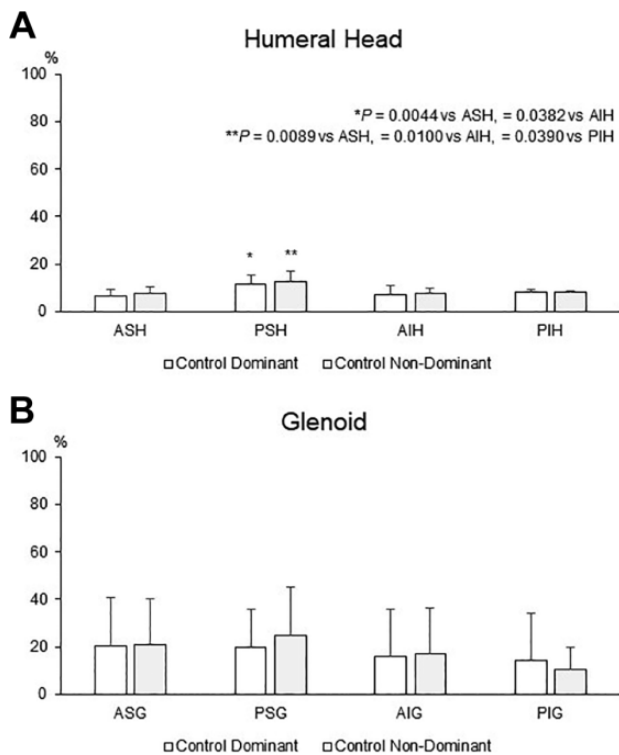 A
Humeral Head
%
100
*P = 0.0044 vs ASH, = 0.0382 vs AIH
80
**P = 0.0089 vs ASH, = 0.0100 vs AIH, = 0.0390 vs PIH
60
40
* **
20
0
ASH PSH AIH PIH
Control Dominant Control Non-Dominant
B
Glenoid
%
100
80
60
40
20
0
ASG PSG AIG PIG
Control Dominant Control Non-Dominant